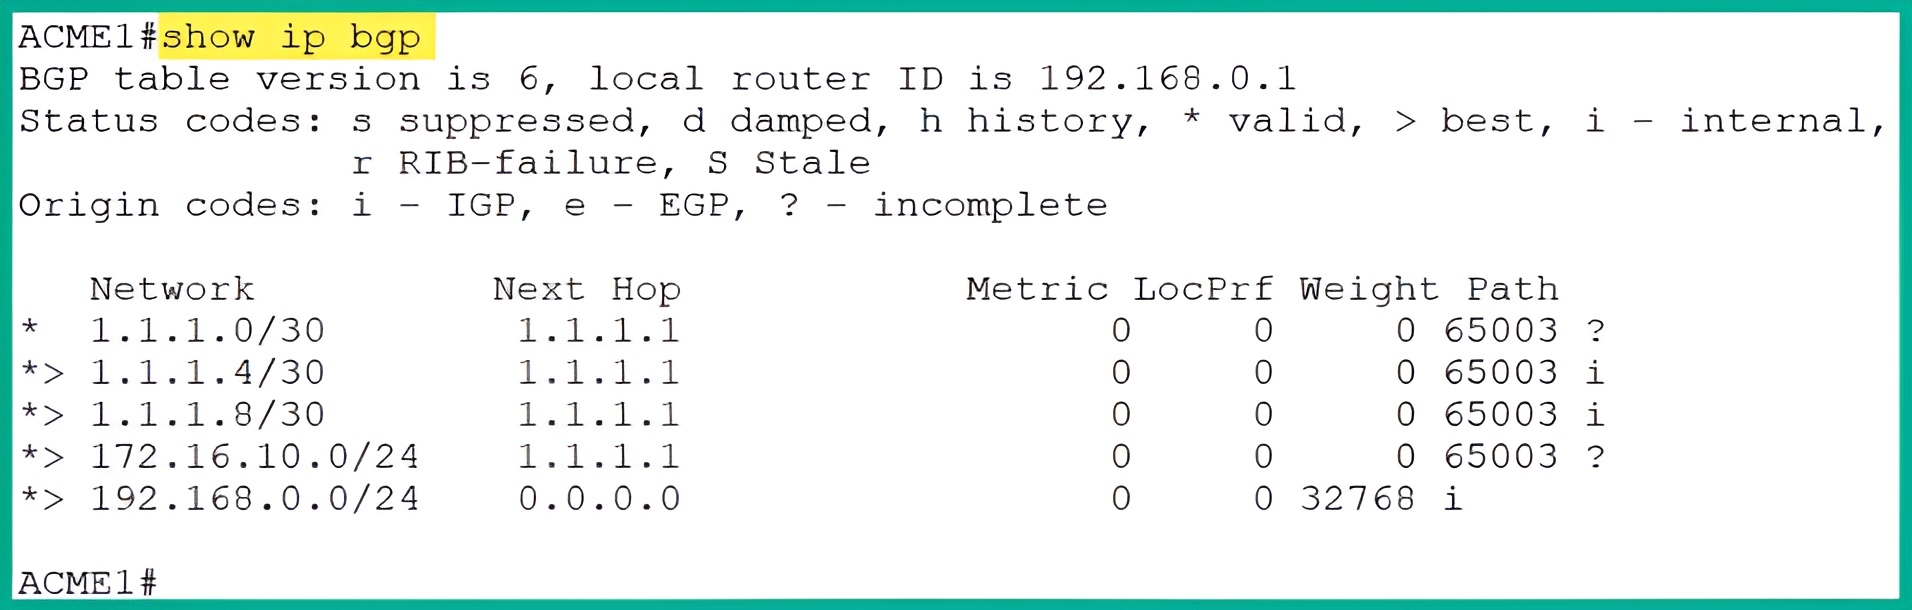 ACME1#show ip bgp
BGP table version is 6, local router ID is 192.168.0.1
Status codes: s suppressed, d damped, h history, * valid, > best, i - internal,
              r RIB-failure, S Stale
Origin codes: i - IGP, e - EGP, ? - incomplete

   Network          Next Hop            Metric LocPrf Weight Path
*  1.1.1.0/30        1.1.1.1                  0     0     0 65003 ?
*> 1.1.1.4/30        1.1.1.1                  0     0     0 65003 i
*> 1.1.1.8/30        1.1.1.1                  0     0     0 65003 i
*> 172.16.10.0/24    1.1.1.1                  0     0     0 65003 ?
*> 192.168.0.0/24    0.0.0.0                  0     0 32768 i

ACME1#